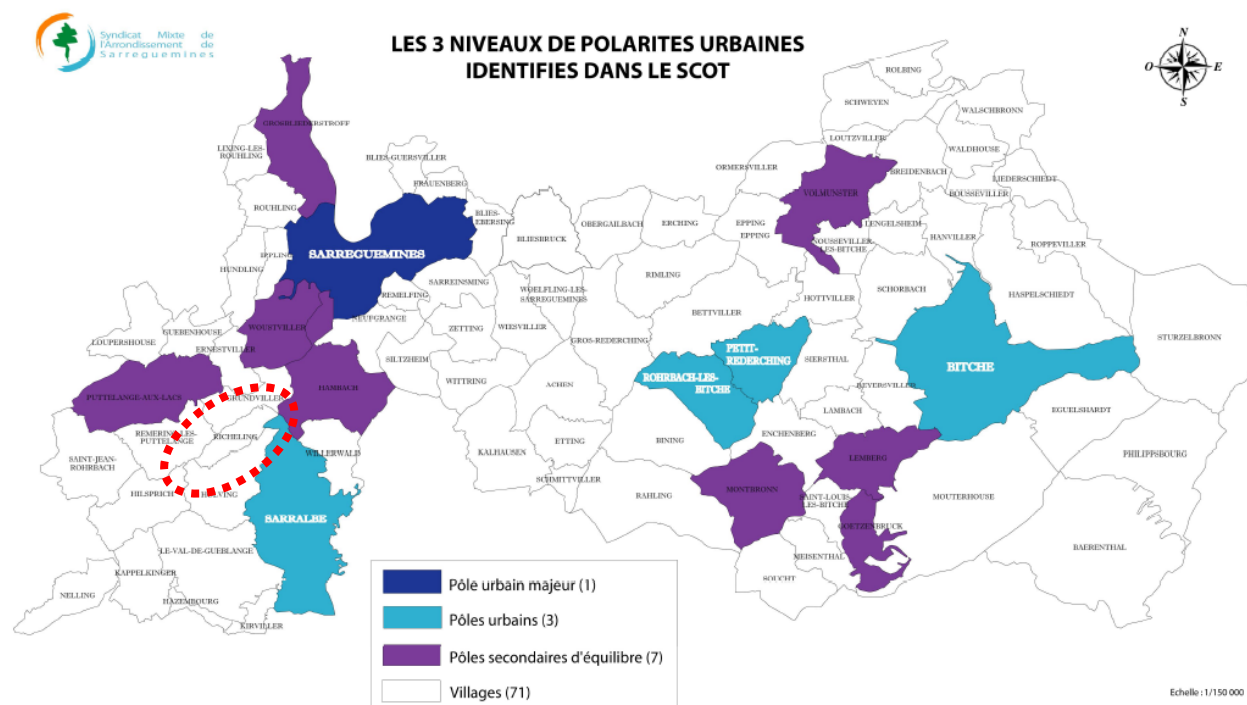 Syndicat Mixte de
l'Arrondissement de
Sarreguemines
LES 3 NIVEAUX DE POLARITES URBAINES
IDENTIFIES DANS LE SCOT
N
O
E
S
ROLBING
SCHWEYEN
WALSCHBRONN
GROSBLIEDERSTROFF
LOUTZVILLER
WALDHOUSE
LIXING-LES-
ROUHLING
BLIES-GUERSVILLER
ORMERSVILLER
BREIDENBACH
LIEDERSCHIEDT
FRAUENBERG
VOLMUNSTER
BOUSSEVILLER
ROUHLING
BLIES-
EBERSING
OBERGAILBACH
ERCHING
EPPING
EPPING
LENGELSHEIM
BLIESBRUCK
NOUSSEVILLER-
LES-BITCHE
HANVILLER
ROPPEVILLER
SARREGUEMINES
IPPLING
HUNDLING
RIMLING
SARREINSMING
WOELFLING-LES-
SARREGUEMINES
SCHORBACH
HASPELSCHIEDT
REMELFING
HOTTVILLER
BETTVILLER
NEUFGRANGE
WOUSTVILLER
ZETTING
WIESVILLER
GUEBENHOUSE
LOUPERSHOUSE
ERNESTVILLER
GROS-REDERCHING
STURZELBRONN
PETIT-
REDERCHING
SILTZHEIM
SIERSTHAL
BITCHE
ROHRBACH-LES-
BITCHE
WITTRING
HAMBACH
ACHEN
REYERSVILLER
PUTTELANGE-AUX-LACS
GRUNDVILLER
LAMBACH
EGUELSHARDT
REMERING-LES-
PUTTELANGE
RICHELING
ENCHENBERG
ETTING
BINING
SAINT-JEAN-
ROHRBACH
WILLERWALD
KALHAUSEN
LEMBERG
PHILIPPSBOURG
SCHMITTVILLER
RAHLING
MONTBRONN
HILSPRICH
HOLVING
SAINT-LOUIS-
LES-BITCHE
MOUTERHOUSE
SARRALBE
GOETZENBRUCK
BAERENTHAL
LE-VAL-DE-GUEBLANGE
MEISENTHAL
KAPPELKINGER
SOUCHT
NELLING
HAZEMBOURG
KIRVILLER
Pôle urbain majeur (1)
Pôles urbains (3)
Pôles secondaires d'équilibre (7)
Villages (71)
Echelle : 1/150 000